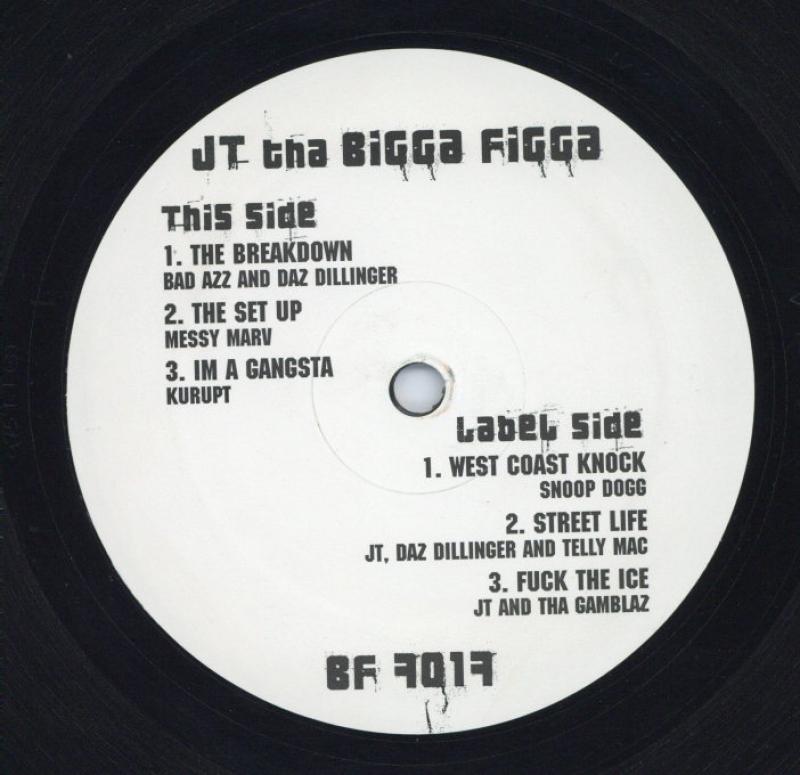 JT tha BiGGa FiGGa
This Side
1. THE BREAKDOWN
BAD AZZ AND DAZ DILLINGER
2. THE SET UP
MESSY MARV
3. IM A GANGSTA
KURUPT
Label Side
1. WEST COAST KNOCK
SNOOP DOGG
2. STREET LIFE
JT, DAZ DILLINGER AND TELLY MAC
3. FUCK THE ICE
JT AND THA GAMBLAZ
BF 7017